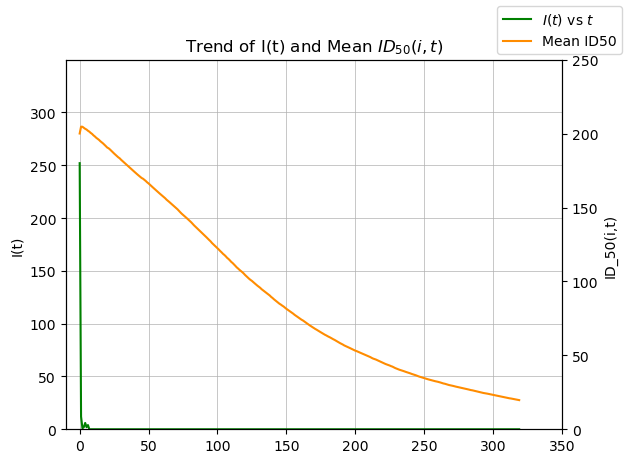 I(t) vs t
Mean ID50
Trend of I(t) and Mean ID₅₀(i, t)
300
250
200
150
100
50
0
I(t)
250
200
150
100
50
0
ID_50(i,t)
0 50 100 150 200 250 300 350